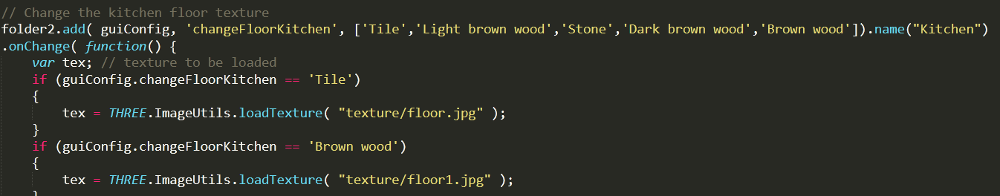 // Change the kitchen floor texture
folder2.add( guiConfig, 'changeFloorKitchen', ['Tile','Light brown wood','Stone','Dark brown wood','Brown wood']).name("Kitchen")
.onChange( function() {
var tex; // texture to be loaded
if (guiConfig.changeFloorKitchen == 'Tile')
{
tex = THREE.ImageUtils.loadTexture( "texture/floor.jpg" );
}
if (guiConfig.changeFloorKitchen == 'Brown wood')
{
tex = THREE.ImageUtils.loadTexture( "texture/floor1.jpg" );
}